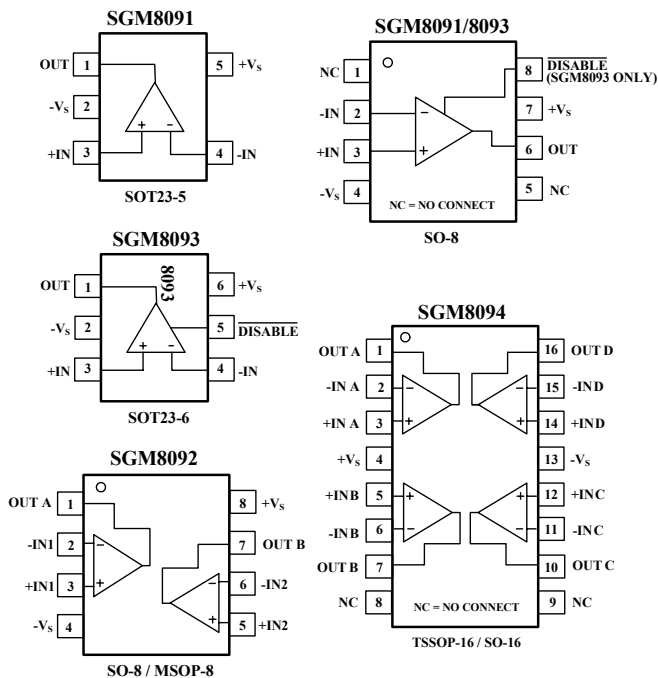 SGM8091
OUT 1 5 +VS
-VS 2
+IN 3 + - 4 -IN
SOT23-5
SGM8091/8093
NC 1 8 DISABLE
(SGM8093 ONLY)
-IN 2 - 7 +VS
+IN 3 + 6 OUT
-VS 4 5 NC
NC = NO CONNECT
SO-8
SGM8093
8093
OUT 1 6 +VS
-VS 2 5 DISABLE
+IN 3 + - 4 -IN
SOT23-6
SGM8094
OUT A 1 16 OUT D
-IN A 2 - - 15 -IND
+IN A 3 + + 14 +IND
+VS 4 13 -VS
+INB 5 + + 12 +INC
-INB 6 - - 11 -INC
OUT B 7 10 OUT C
NC 8 9 NC
NC = NO CONNECT
TSSOP-16 / SO-16
SGM8092
OUT A 1 8 +VS
-IN1 2 - 7 OUT B
+IN1 3 + - 6 -IN2
-VS 4 + 5 +IN2
SO-8 / MSOP-8